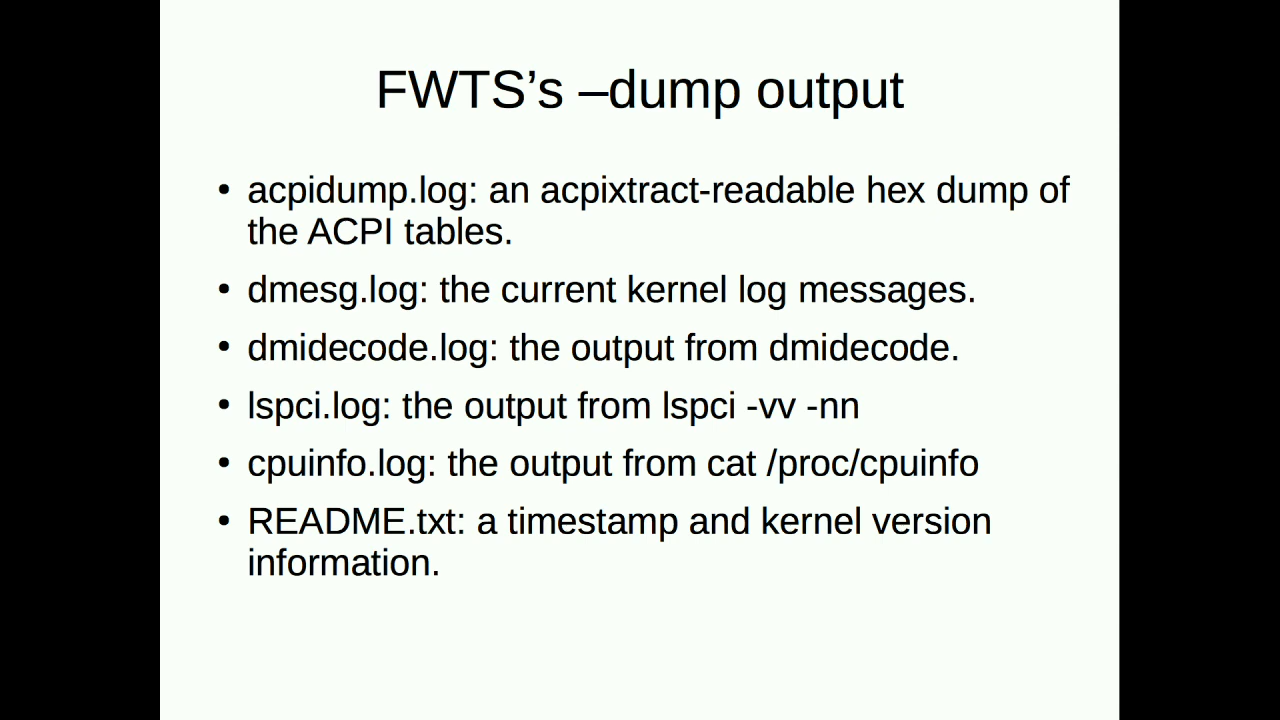 FWTS’s –dump output
• acpidump.log: an acpixtract-readable hex dump of
the ACPI tables.
• dmesg.log: the current kernel log messages.
• dmidecode.log: the output from dmidecode.
• lspci.log: the output from lspci -vv -nn
• cpuinfo.log: the output from cat /proc/cpuinfo
• README.txt: a timestamp and kernel version
information.